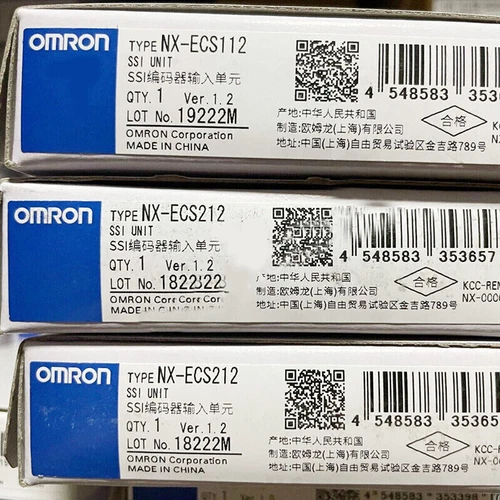 OMRON
TYPE NX-ECS112
SSI UNIT
SSI编码器输入单元
QTY. 1 Ver.1.2
LOT No. 19222M
OMRON Corporation
MADE IN CHINA
4 548583
产地:中华人民共和国
制造:欧姆龙(上海)有限公司
地址:中国(上海)自由贸易试验区金吉路789号
合格
OMRON
TYPE NX-ECS212
SSI UNIT
SSI编码器输入单元
QTY. 1 Ver.1.2
LOT No.
OMRON
MADE IN CHINA
4 548583 353657
产地:中华人民共和国
制造:欧姆龙(上海)有限公司
地址:中国(上海)自由贸易试验区金吉路789号
合格
OMRON
TYPE NX-ECS212
SSI UNIT
SSI编码器输入单元
QTY. 1 Ver.1.2
LOT No. 18222M
OMRON Corporation
MADE IN CHINA
4 548583
产地:中华人民共和国
制造:欧姆龙(上海)有限公司
地址:中国(上海)自由贸易试验区金吉路789号
合格